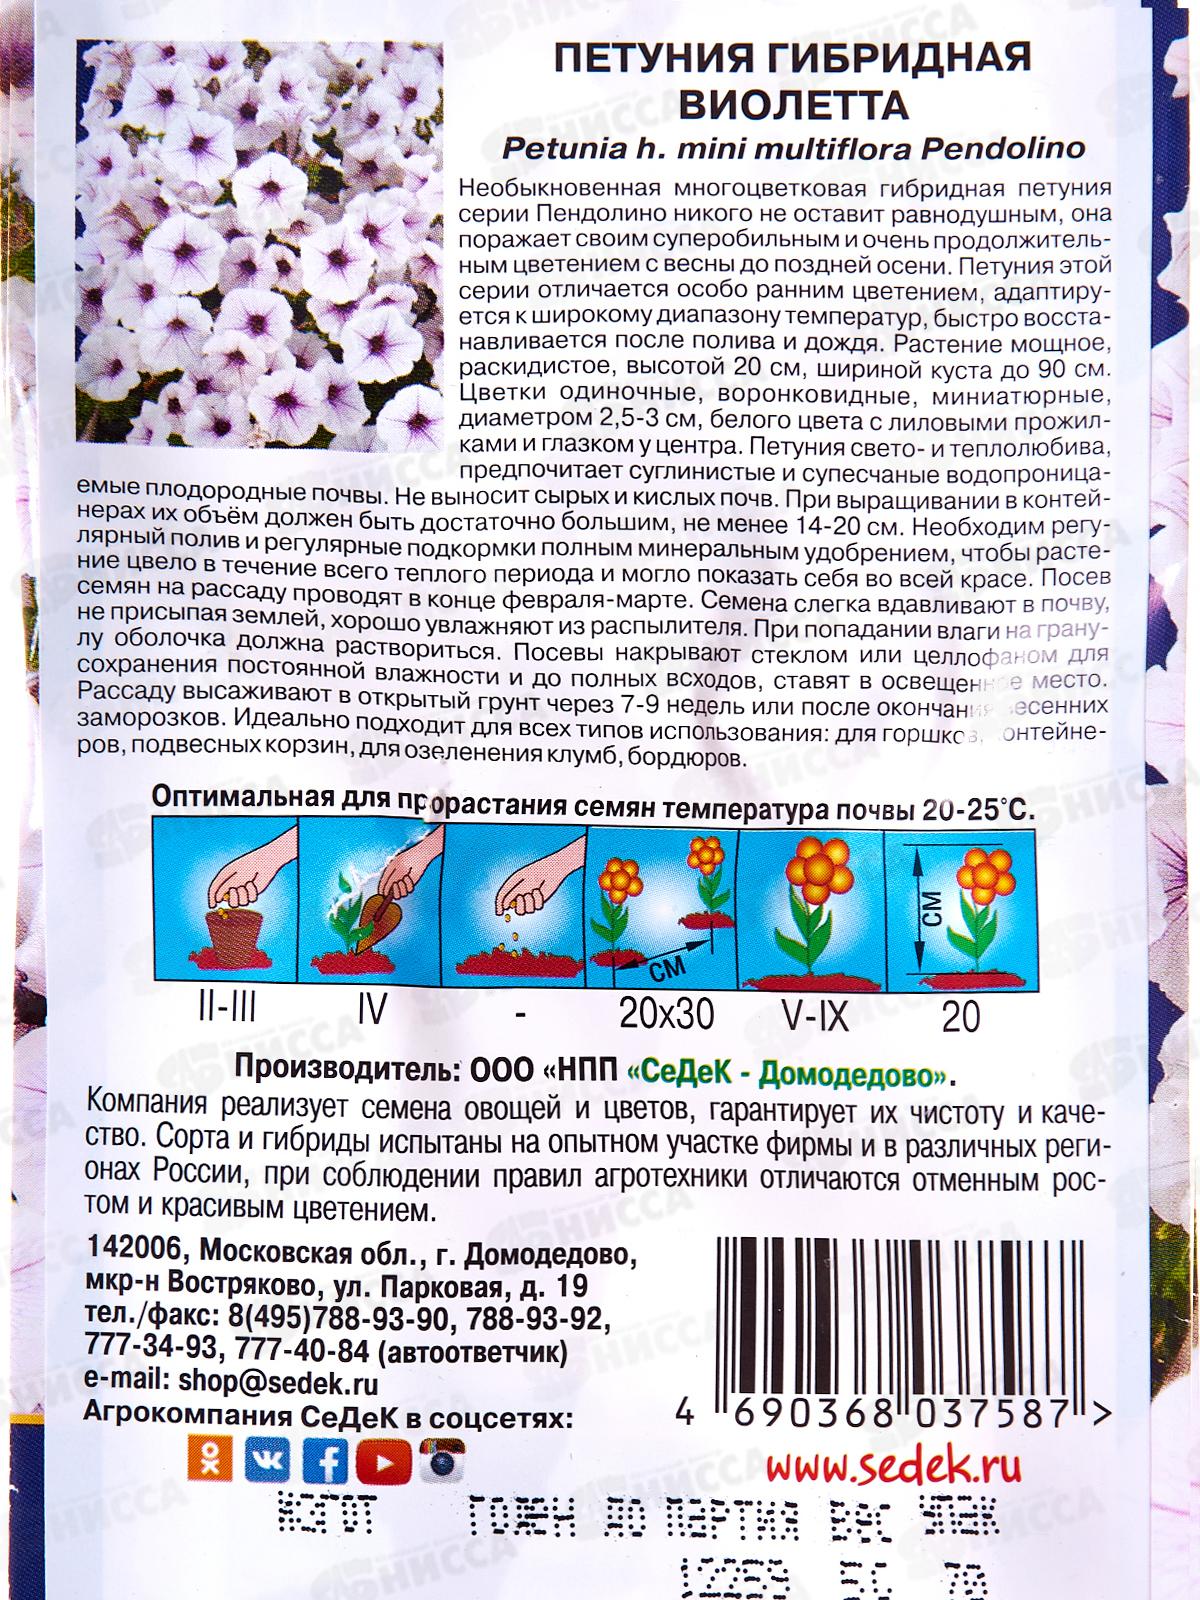 ПЕТУНИЯ ГИБРИДНАЯ
ВИОЛЕТТА
Petunia h. mini multiflora Pendolino
Необыкновенная многоцветковая гибридная петуния
серии Пендолино никого не оставит равнодушным, она
поражает своим суперобильным и очень продолжитель-
ным цветением с весны до поздней осени. Петуния этой
серии отличается особо ранним цветением, адаптиру-
ется к широкому диапазону температур, быстро восста-
навливается после полива и дождя. Растение мощное,
раскидистое, высотой 20 см, шириной куста до 90 см.
Цветки одиночные, воронковидные, миниатюрные,
диаметром 2,5-3 см, белого цвета с лиловыми прожил-
ками и глазком у центра. Петуния свето- и теплолюбива,
предпочитает суглинистые и супесчаные водопроница-
емые плодородные почвы. Не выносит сырых и кислых почв. При выращивании в контей-
нерах их объём должен быть достаточно большим, не менее 14-20 см. Необходим регу-
лярный полив и регулярные подкормки полным минеральным удобрением, чтобы расте-
ние цвело в течение всего теплого периода и могло показать себя во всей красе. Посев
семян на рассаду проводят в конце февраля-марте. Семена слегка вдавливают в почву,
не присыпая землей, хорошо увлажняют из распылителя. При попадании влаги на грану-
лу оболочка должна раствориться. Посевы накрывают стеклом или целлофаном для
сохранения постоянной влажности и до полных всходов, ставят в освещенное место.
Рассаду высаживают в открытый грунт через 7-9 недель или после окончания весенних
заморозков. Идеально подходит для всех типов использования: для горшков, контейне-
ров, подвесных корзин, для озеленения клумб, бордюров.
Оптимальная для прорастания семян температура почвы 20-25°С.
см
см
II-III IV - 20х30 V-IX 20
Производитель: ООО «НПП «СеДеК - Домодедово».
Компания реализует семена овощей и цветов, гарантирует их чистоту и каче-
ство. Сорта и гибриды испытаны на опытном участке фирмы и в различных реги-
онах России, при соблюдении правил агротехники отличаются отменным рос-
том и красивым цветением.
142006, Московская обл., г. Домодедово,
мкр-н Востряково, ул. Парковая, д. 19
тел./факс: 8(495)788-93-90, 788-93-92,
777-34-93, 777-40-84 (автоответчик)
e-mail: shop@sedek.ru
Агрокомпания СеДеК в соцсетях:
4 690368 037587 >
www.sedek.ru
ГОДЕН ДО ПАРТИЯ ВЕС УПАК